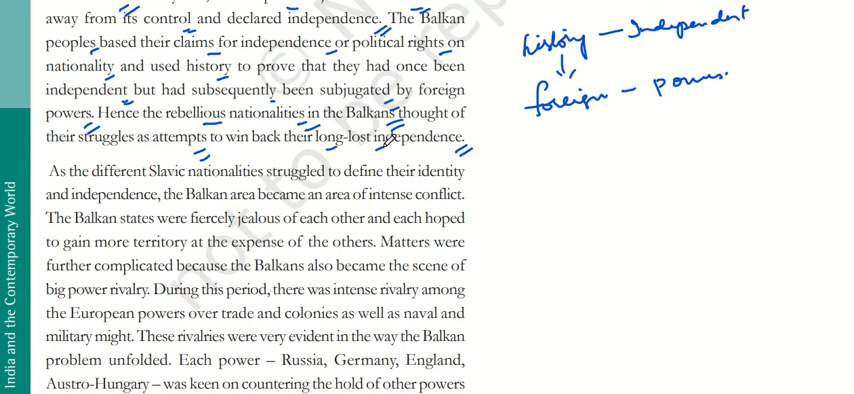 away from its control and declared independence. The Balkan
peoples based their claims for independence or political rights on
nationality and used history to prove that they had once been
independent but had subsequently been subjugated by foreign
powers. Hence the rebellious nationalities in the Balkans thought of
their struggles as attempts to win back their long-lost independence.
As the different Slavic nationalities struggled to define their identity
and independence, the Balkan area became an area of intense conflict.
The Balkan states were fiercely jealous of each other and each hoped
to gain more territory at the expense of the others. Matters were
further complicated because the Balkans also became the scene of
big power rivalry. During this period, there was intense rivalry among
the European powers over trade and colonies as well as naval and
military might. These rivalries were very evident in the way the Balkan
problem unfolded. Each power – Russia, Germany, England,
Austro-Hungary – was keen on countering the hold of other powers
history — Independent
foreign –
India and the Contemporary World
not to be